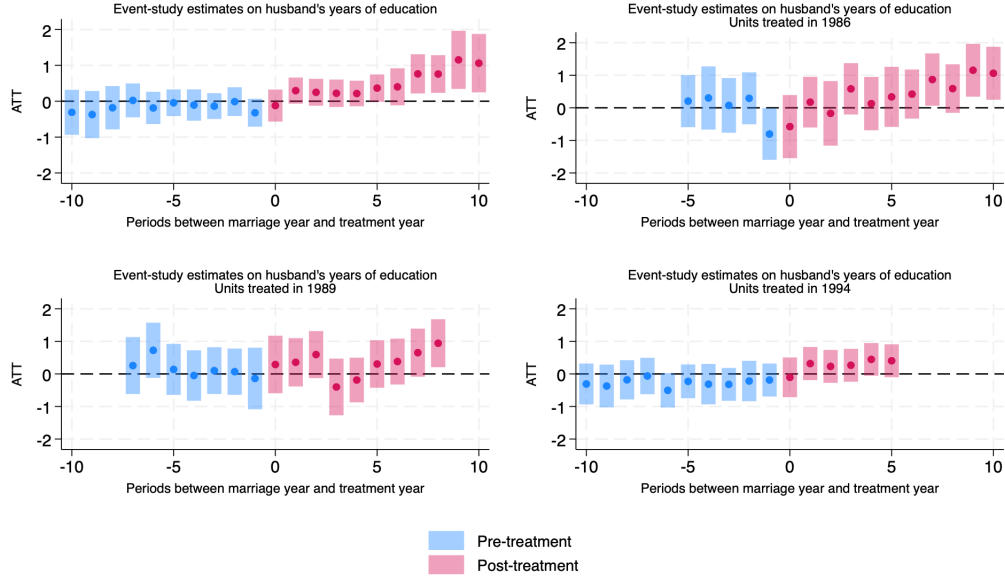 Event-study estimates on husband's years of education
2
1
0
-1
-2
ATT
-10
-5
0
5
10
Periods between marriage year and treatment year
Event-study estimates on husband's years of education
Units treated in 1986
2
1
0
-1
-2
ATT
-10
-5
0
5
10
Periods between marriage year and treatment year
Event-study estimates on husband's years of education
Units treated in 1989
2
1
0
-1
-2
ATT
-10
-5
0
5
10
Periods between marriage year and treatment year
Event-study estimates on husband's years of education
Units treated in 1994
2
1
0
-1
-2
ATT
-10
-5
0
5
10
Periods between marriage year and treatment year
Pre-treatment
Post-treatment